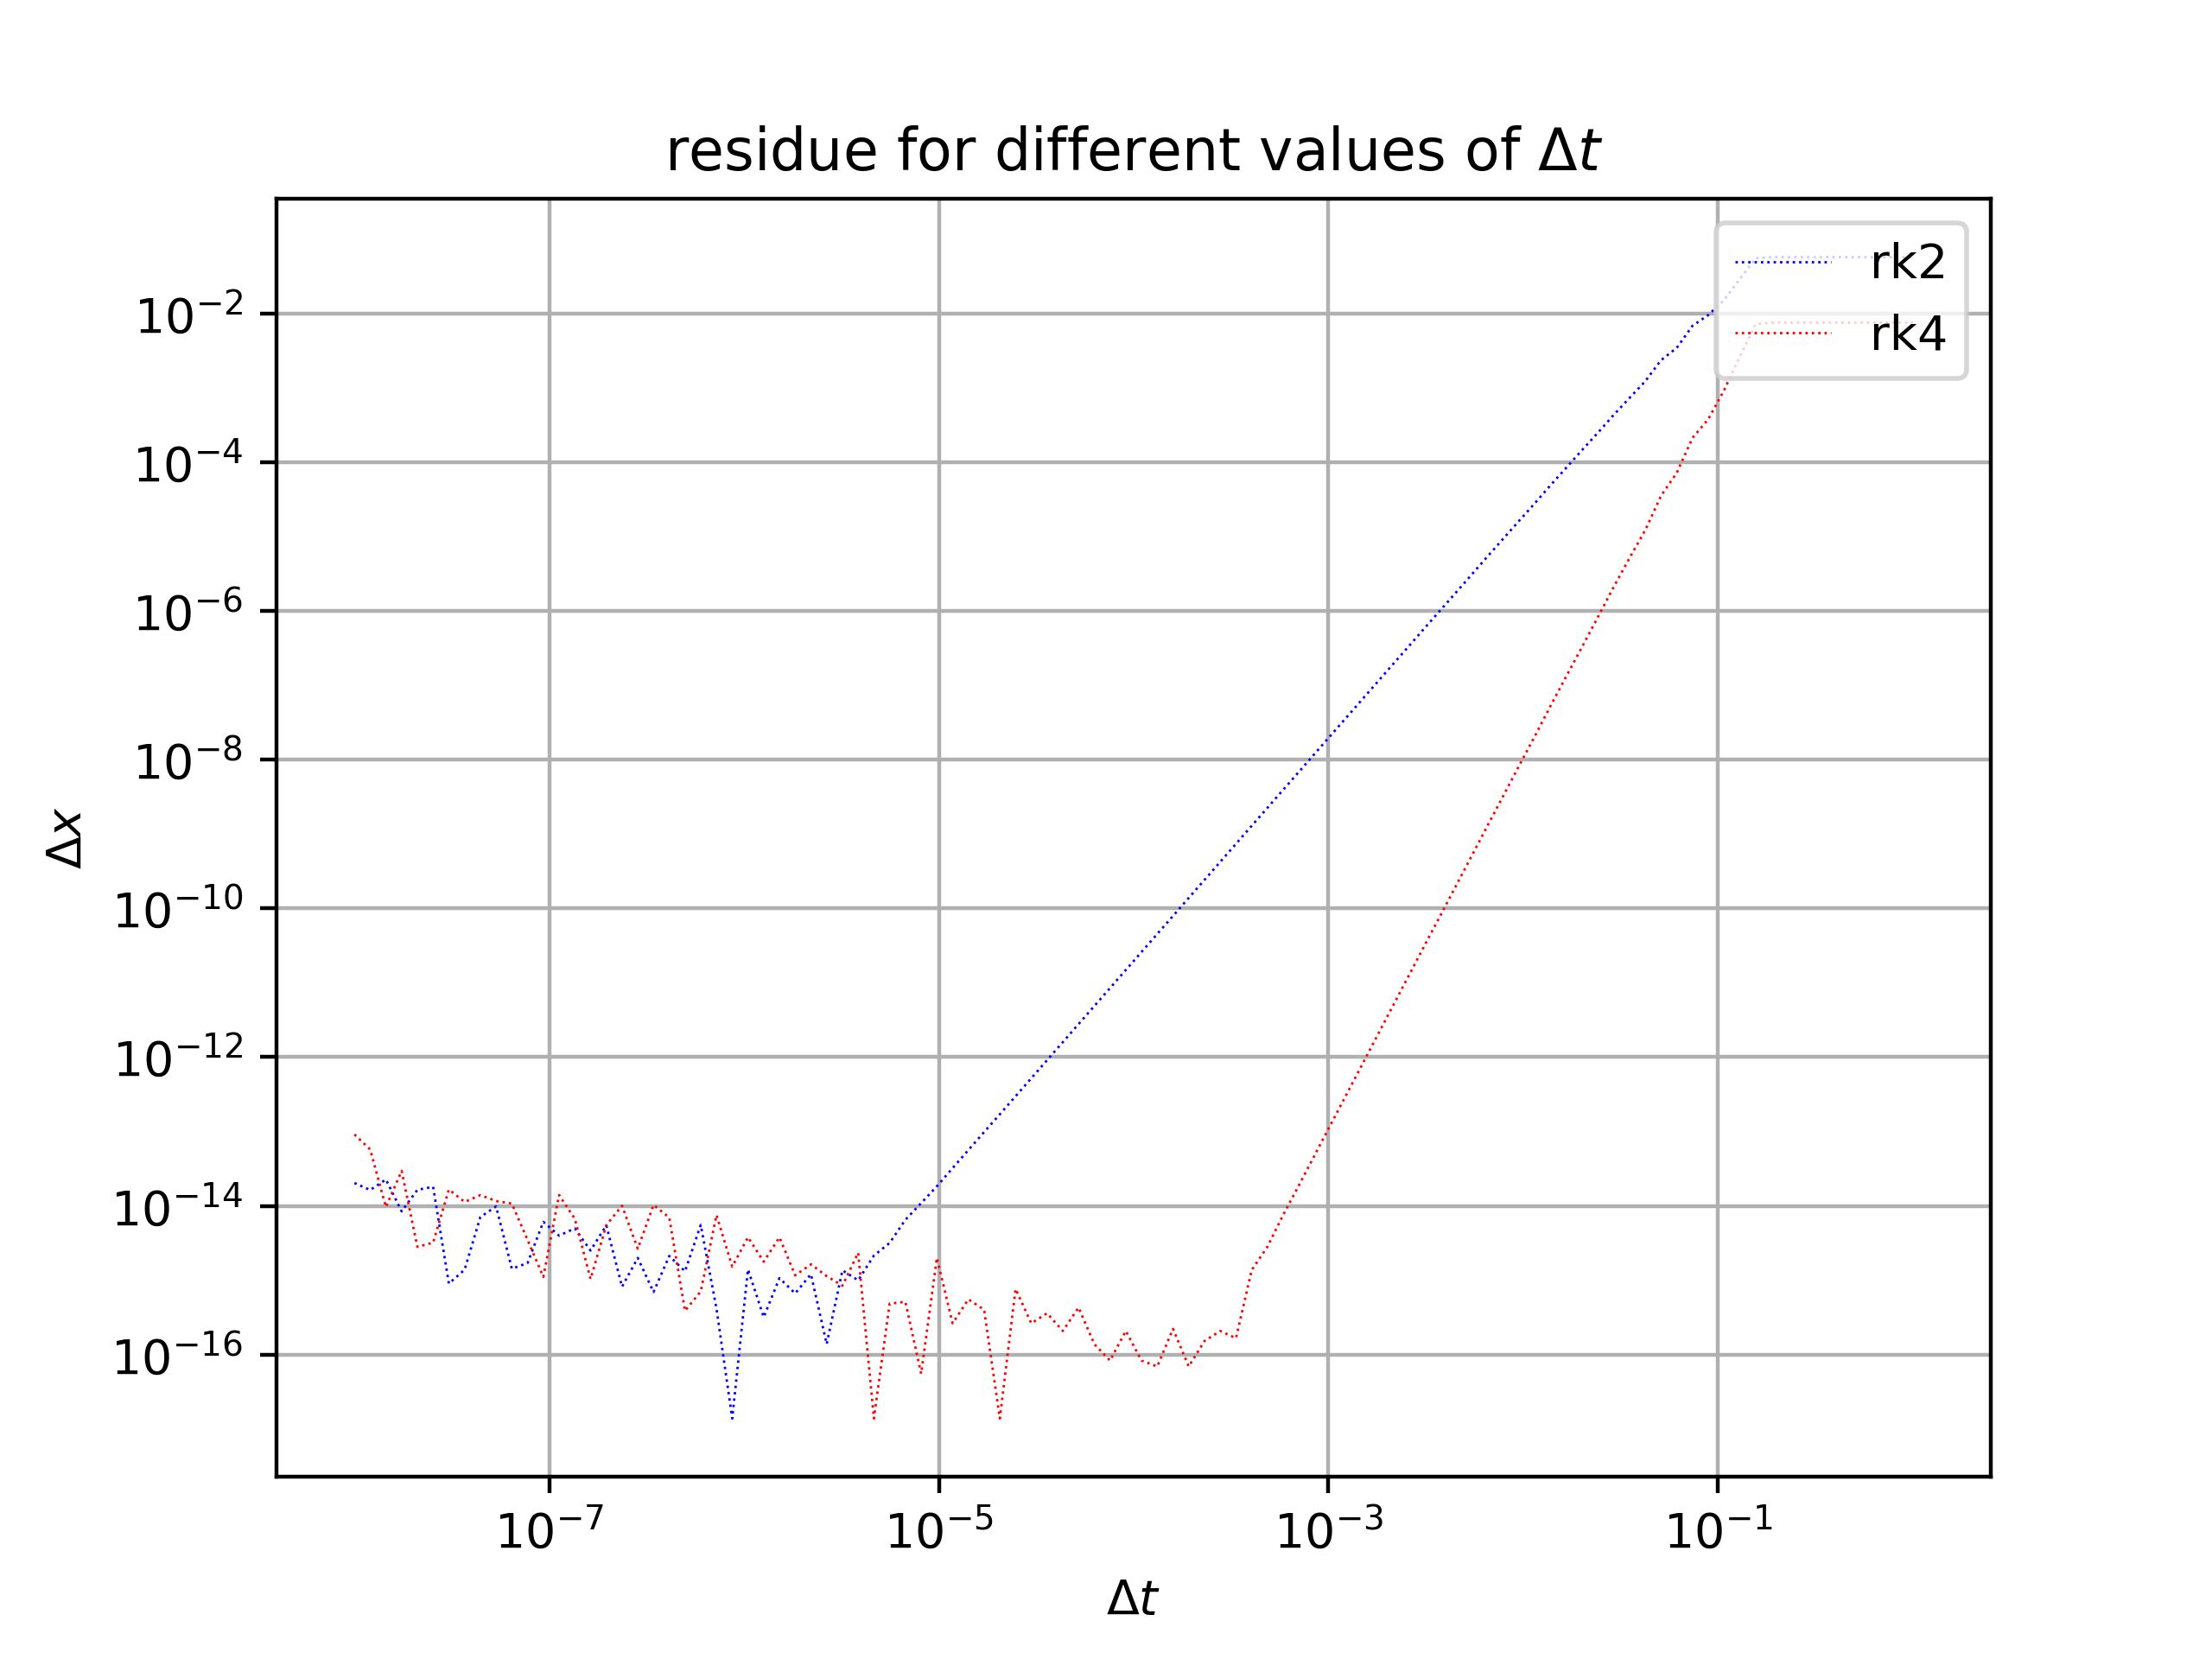 residue for different values of Δt
rk2
rk4
10⁻²
10⁻⁴
10⁻⁶
10⁻⁸
10⁻¹⁰
10⁻¹²
10⁻¹⁴
10⁻¹⁶
Δx
10⁻⁷ 10⁻⁵ 10⁻³ 10⁻¹
Δt